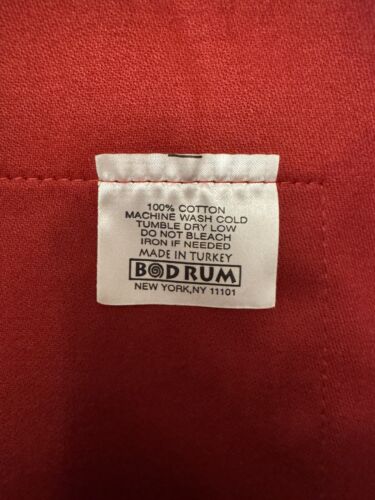 100% COTTON
MACHINE WASH COLD
TUMBLE DRY LOW
DO NOT BLEACH
IRON IF NEEDED
MADE IN TURKEY
BODRUM
NEW YORK,NY 11101